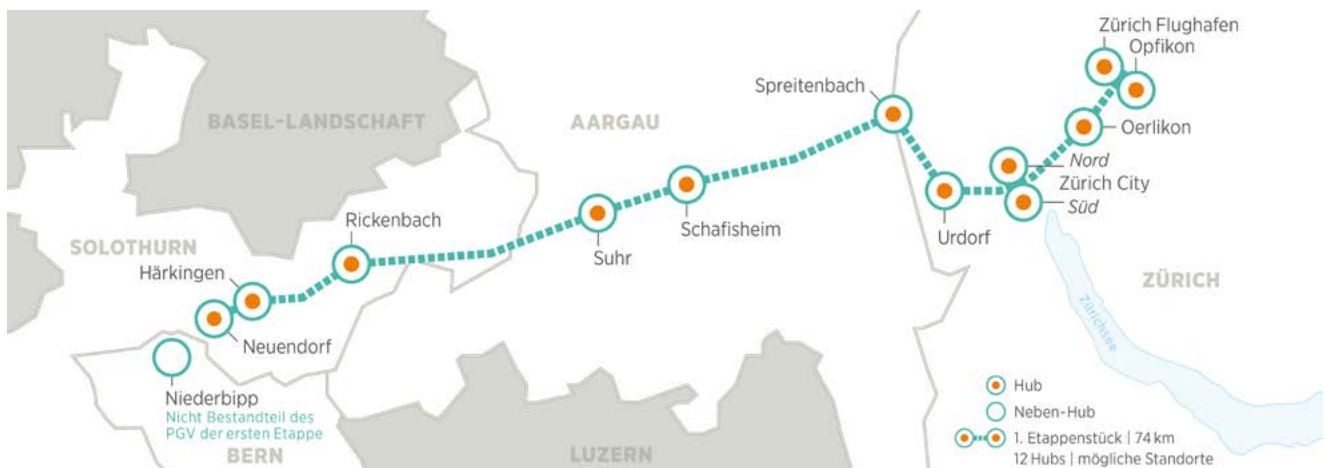 Zürich Flughafen
Opfikon
Spreitenbach
BASEL-LANDSCHAFT
AARGAU
Oerlikon
Nord
Zürich City
Süd
Rickenbach
Schafisheim
Urdorf
SOLOTHURN
Suhr
Härkingen
ZÜRICH
Zürichsee
Neuendorf
Niederbipp
Nicht Bestandteil des
PGV der ersten Etappe
BERN
LUZERN
Hub
Neben-Hub
1. Etappenstück | 74 km
12 Hubs | mögliche Standorte